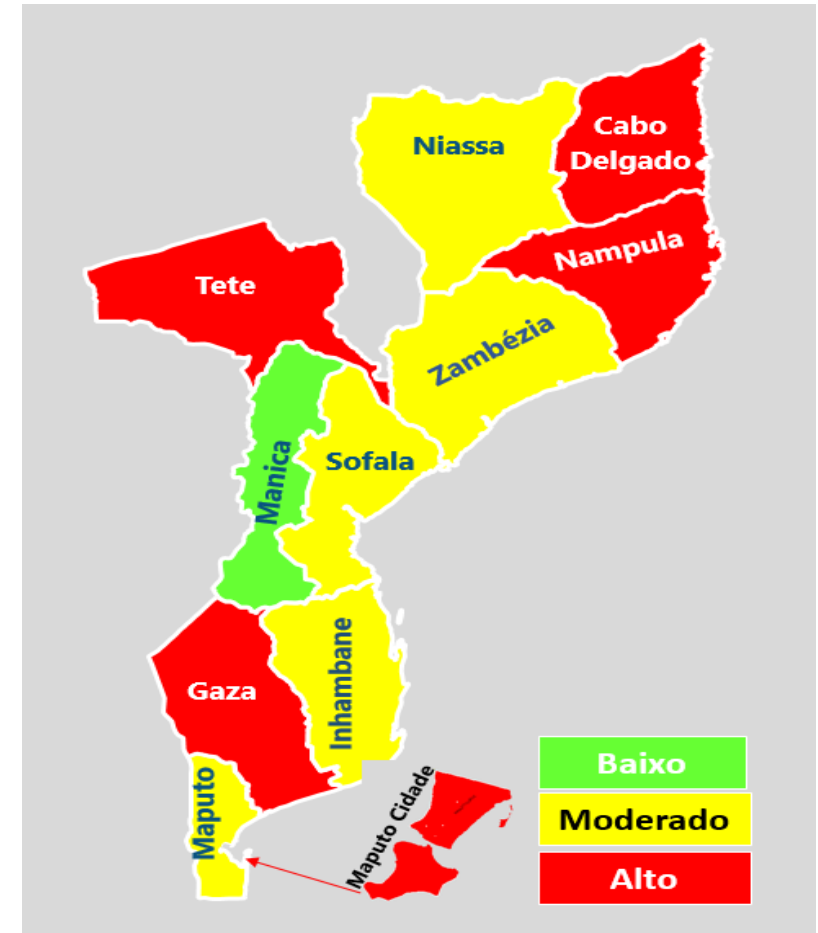 Cabo
Delgado
Niassa
Nampula
Tete
Zambézia
Manica
Sofala
Inhambane
Gaza
Maputo
Maputo Cidade
Baixo
Moderado
Alto